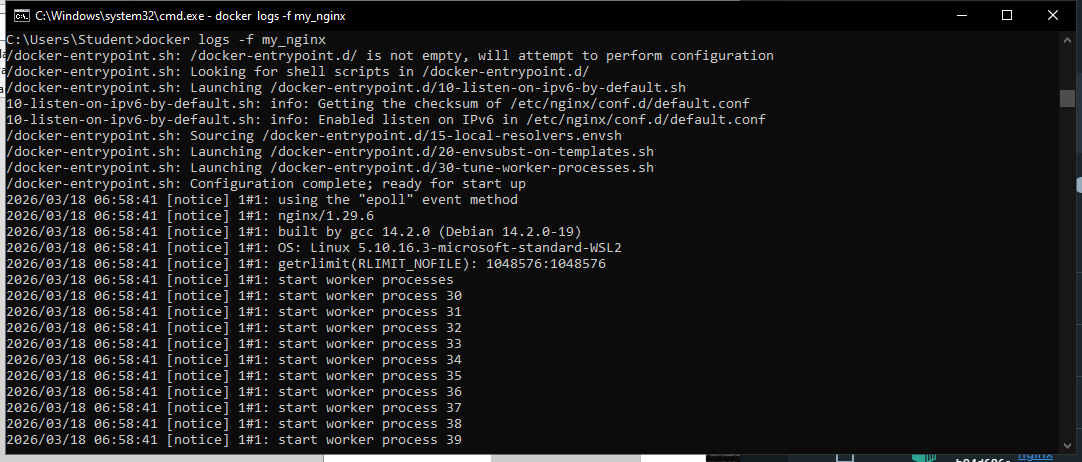 C:\Windows\system32\cmd.exe - docker logs -f my_nginx
C:\Users\Student>docker logs -f my_nginx
/docker-entrypoint.sh: /docker-entrypoint.d/ is not empty, will attempt to perform configuration
/docker-entrypoint.sh: Looking for shell scripts in /docker-entrypoint.d/
/docker-entrypoint.sh: Launching /docker-entrypoint.d/10-listen-on-ipv6-by-default.sh
10-listen-on-ipv6-by-default.sh: info: Getting the checksum of /etc/nginx/conf.d/default.conf
10-listen-on-ipv6-by-default.sh: info: Enabled listen on IPv6 in /etc/nginx/conf.d/default.conf
/docker-entrypoint.sh: Sourcing /docker-entrypoint.d/15-local-resolvers.envsh
/docker-entrypoint.sh: Launching /docker-entrypoint.d/20-envsubst-on-templates.sh
/docker-entrypoint.sh: Launching /docker-entrypoint.d/30-tune-worker-processes.sh
/docker-entrypoint.sh: Configuration complete; ready for start up
2026/03/18 06:58:41 [notice] 1#1: using the "epoll" event method
2026/03/18 06:58:41 [notice] 1#1: nginx/1.29.6
2026/03/18 06:58:41 [notice] 1#1: built by gcc 14.2.0 (Debian 14.2.0-19)
2026/03/18 06:58:41 [notice] 1#1: OS: Linux 5.10.16.3-microsoft-standard-WSL2
2026/03/18 06:58:41 [notice] 1#1: getrlimit(RLIMIT_NOFILE): 1048576:1048576
2026/03/18 06:58:41 [notice] 1#1: start worker processes
2026/03/18 06:58:41 [notice] 1#1: start worker process 30
2026/03/18 06:58:41 [notice] 1#1: start worker process 31
2026/03/18 06:58:41 [notice] 1#1: start worker process 32
2026/03/18 06:58:41 [notice] 1#1: start worker process 33
2026/03/18 06:58:41 [notice] 1#1: start worker process 34
2026/03/18 06:58:41 [notice] 1#1: start worker process 35
2026/03/18 06:58:41 [notice] 1#1: start worker process 36
2026/03/18 06:58:41 [notice] 1#1: start worker process 37
2026/03/18 06:58:41 [notice] 1#1: start worker process 38
2026/03/18 06:58:41 [notice] 1#1: start worker process 39
nginx